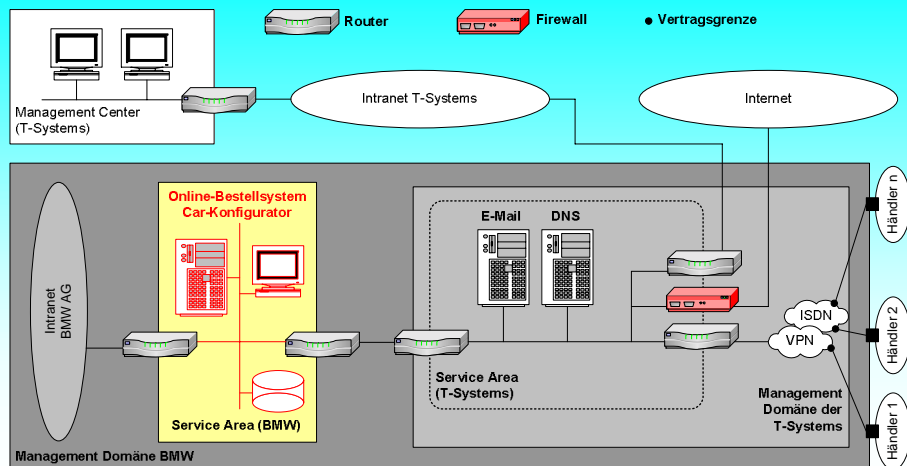 Router
Firewall
Vertragsgrenze
Management Center
(T-Systems)
Intranet T-Systems
Internet
Online-Bestellsystem
Car-Konfigurator
E-Mail
DNS
Intranet
BMW AG
ISDN
VPN
Händler n
Händler 2
Händler 1
Service Area
(T-Systems)
Service Area (BMW)
Management
Domäne der
T-Systems
Management Domäne BMW